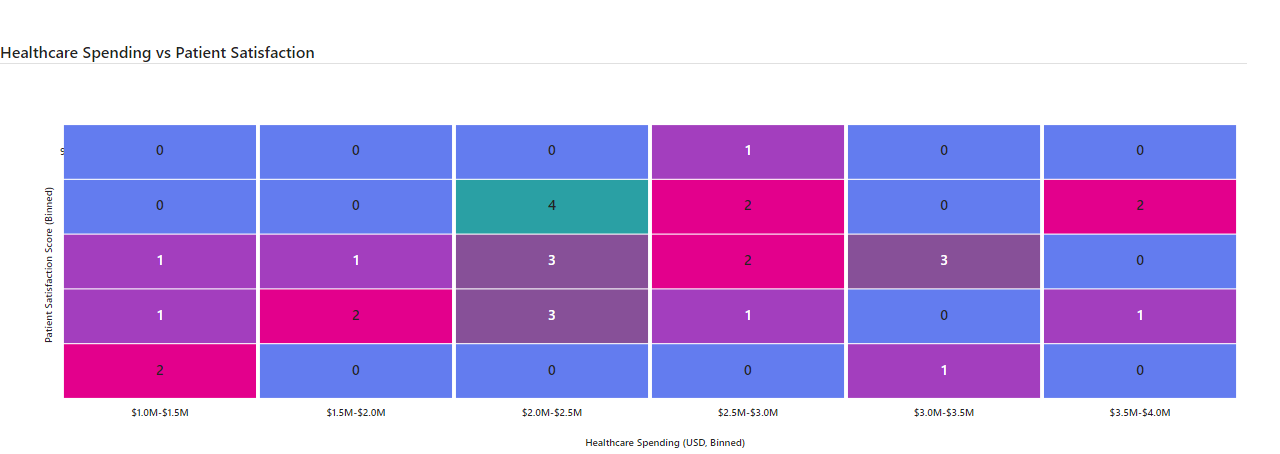 Healthcare Spending vs Patient Satisfaction
0 0 0 1 0 0
0 0 4 2 0 2
1 1 3 2 3 0
1 2 3 1 0 1
2 0 0 0 1 0
Patient Satisfaction Score (Binned)
$1.0M-$1.5M $1.5M-$2.0M $2.0M-$2.5M $2.5M-$3.0M $3.0M-$3.5M $3.5M-$4.0M
Healthcare Spending (USD, Binned)